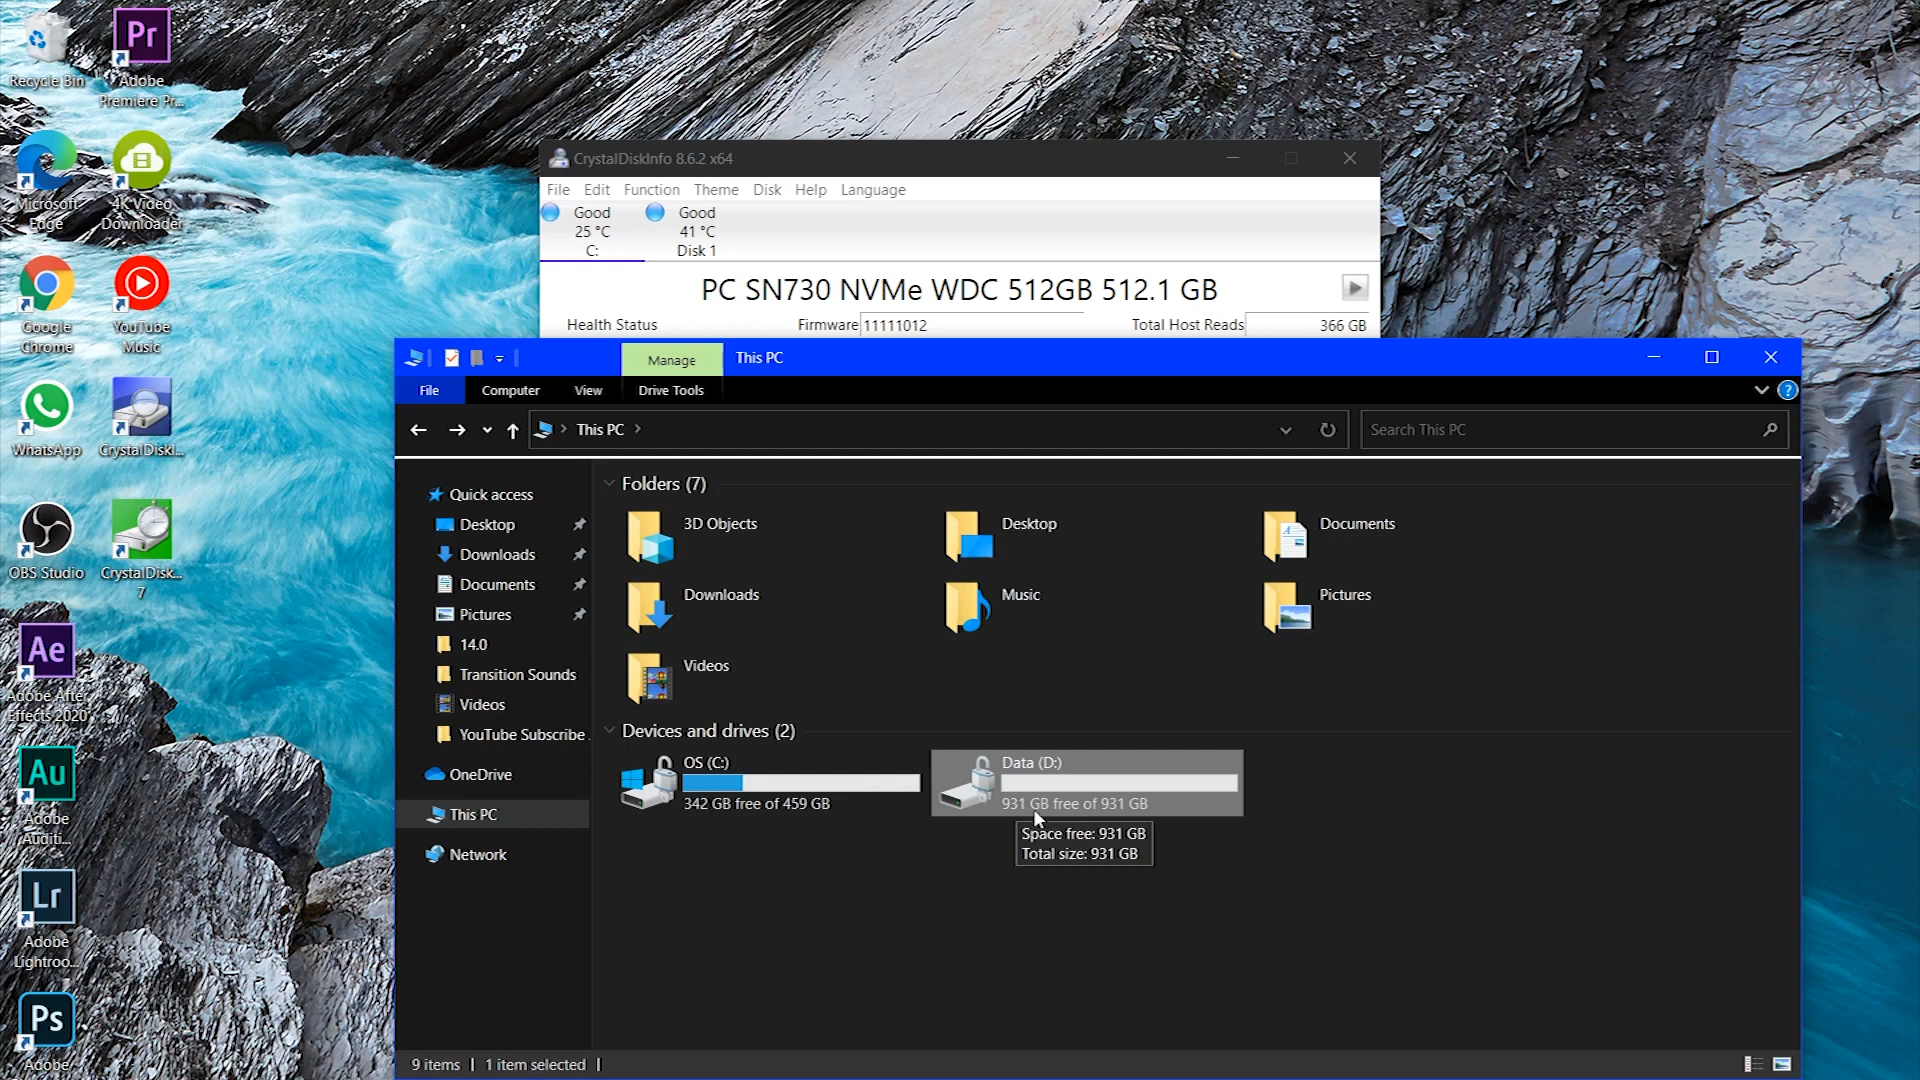 Recycle Bin
Adobe
Premiere Pr...
Microsoft
Edge
4K Video
Downloader
Google
Chrome
YouTube
Music
WhatsApp
CrystalDiskI...
OBS Studio
CrystalDisk...
7
Ae
Adobe After
Effects 2020
Au
Adobe
Auditi...
Lr
Adobe
Lightroo...
Ps
Adobe
Pr
CrystalDiskInfo 8.6.2 x64
File Edit Function Theme Disk Help Language
Good Good
25 °C 41 °C
C: Disk 1
PC SN730 NVMe WDC 512GB 512.1 GB
Health Status Firmware 11111012 Total Host Reads 366 GB
Manage This PC
File Computer View Drive Tools
This PC
Search This PC
Quick access
Desktop
Downloads
Documents
Pictures
14.0
Transition Sounds
Videos
YouTube Subscribe .
OneDrive
This PC
Network
Folders (7)
3D Objects Desktop Documents
Downloads Music Pictures
Videos
Devices and drives (2)
OS (C:)
342 GB free of 459 GB
Data (D:)
931 GB free of 931 GB
Space free: 931 GB
Total size: 931 GB
9 items 1 item selected